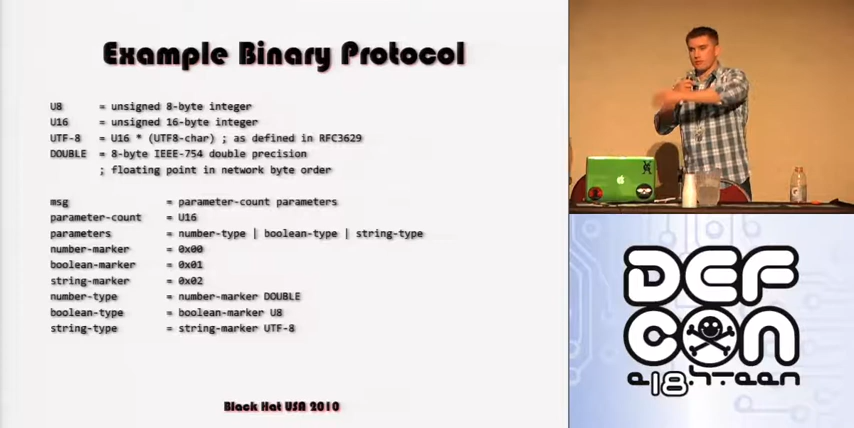 Example Binary Protocol
U8 = unsigned 8-byte integer
U16 = unsigned 16-byte integer
UTF-8 = U16 * (UTF8-char) ; as defined in RFC3629
DOUBLE = 8-byte IEEE-754 double precision
; floating point in network byte order
msg = parameter-count parameters
parameter-count = U16
parameters = number-type | boolean-type | string-type
number-marker = 0x00
boolean-marker = 0x01
string-marker = 0x02
number-type = number-marker DOUBLE
boolean-type = boolean-marker U8
string-type = string-marker UTF-8
Black Hat USA 2010
DEF
CON
e18h-teen